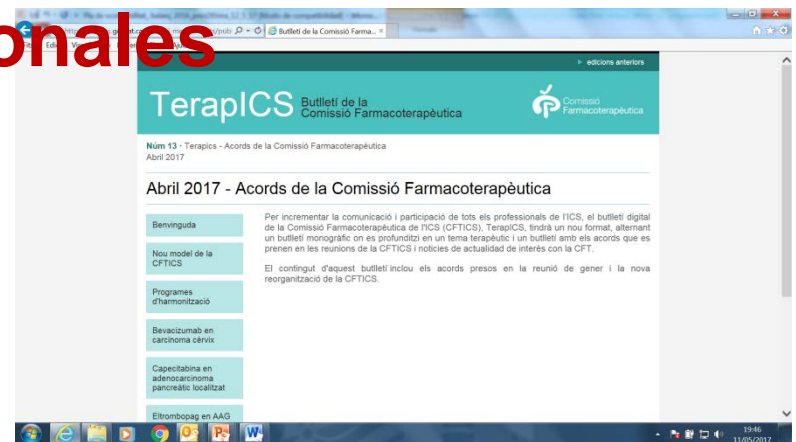 onales
Butlletí de la Comissió Farma...
edicions anteriors
TerapICS Butlletí de la
Comissió Farmacoterapèutica
Comissió
Farmacoterapèutica
Núm 13 - Terapics - Acords de la Comissió Farmacoterapèutica
Abril 2017
Abril 2017 - Acords de la Comissió Farmacoterapèutica
Benvinguda
Nou model de la
CFTICS
Programes
d'harmonització
Bevacizumab en
carcinoma cèrvix
Capecitabina en
adenocarcinoma
pancreàtic localitzat
Eltrombopag en AAG
Per incrementar la comunicació i participació de tots els professionals de l'ICS, el butlletí digital
de la Comissió Farmacoterapèutica de l'ICS (CFTICS), TerapICS, tindrà un nou format, alternant
un butlletí monogràfic on es profunditzi en un tema terapèutic i un butlletí amb els acords que es
prenen en les reunions de la CFTICS i notícies de actualidad de interés con la CFT.
El contingut d'aquest butlletí inclou els acords presos en la reunió de gener i la nova
reorganització de la CFTICS.
19:46
11/05/2017